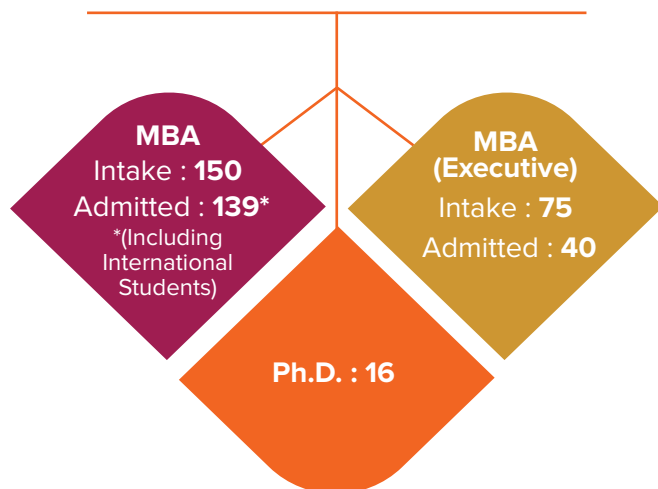 MBA
Intake : 150
Admitted : 139*
*(Including
International
Students)
MBA
(Executive)
Intake : 75
Admitted : 40
Ph.D. : 16